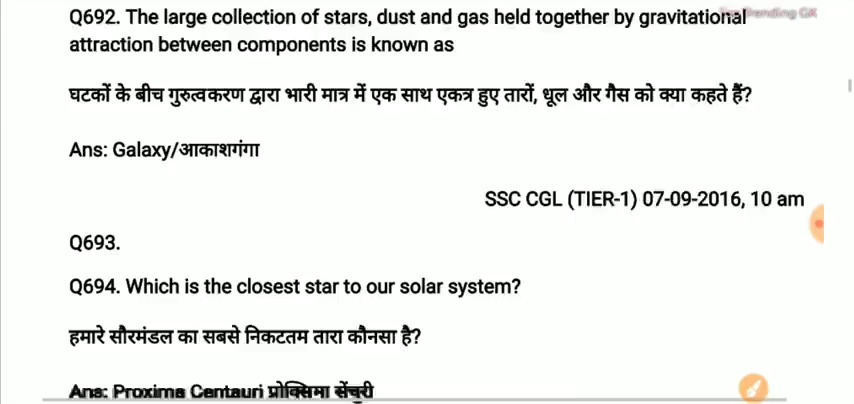 Q692. The large collection of stars, dust and gas held together by gravitational
attraction between components is known as
घटकों के बीच गुरुत्वकरण द्वारा भारी मात्र में एक साथ एकत्र हुए तारों, धूल और गैस को क्या कहते हैं?
Ans: Galaxy/आकाशगंगा
SSC CGL (TIER-1) 07-09-2016, 10 am
Q693.
Q694. Which is the closest star to our solar system?
हमारे सौरमंडल का सबसे निकटतम तारा कौनसा है?
Ans: Proxima Centauri प्रोक्सिमा सेंचुरी